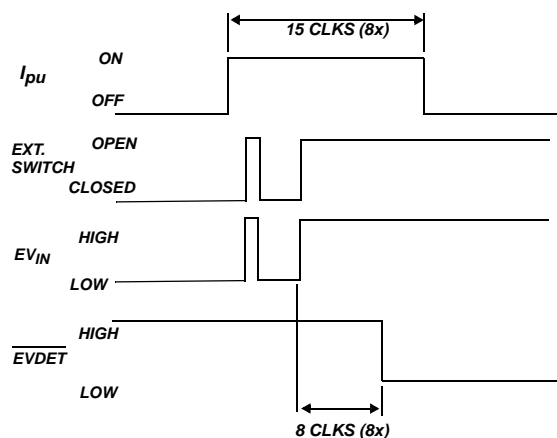 15 CLKS (8x)
Ipu
ON
OFF
EXT.
SWITCH
OPEN
CLOSED
EVIN
HIGH
LOW
EVDET
HIGH
LOW
8 CLKS (8x)